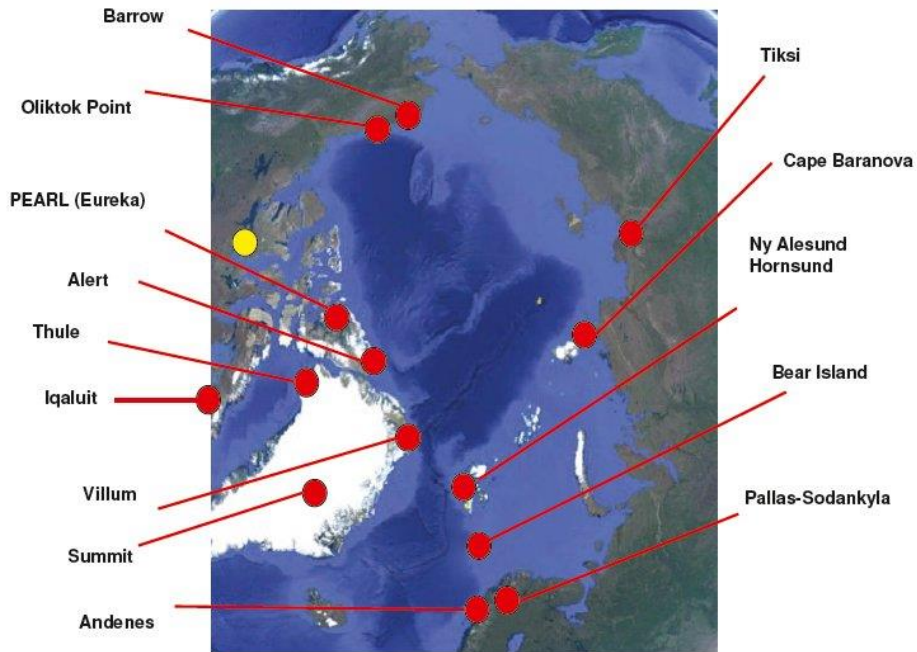 Barrow
Oliktok Point
PEARL (Eureka)
Alert
Thule
Iqaluit
Villum
Summit
Andenes
Tiksi
Cape Baranova
Ny Alesund
Hornsund
Bear Island
Pallas-Sodankyla